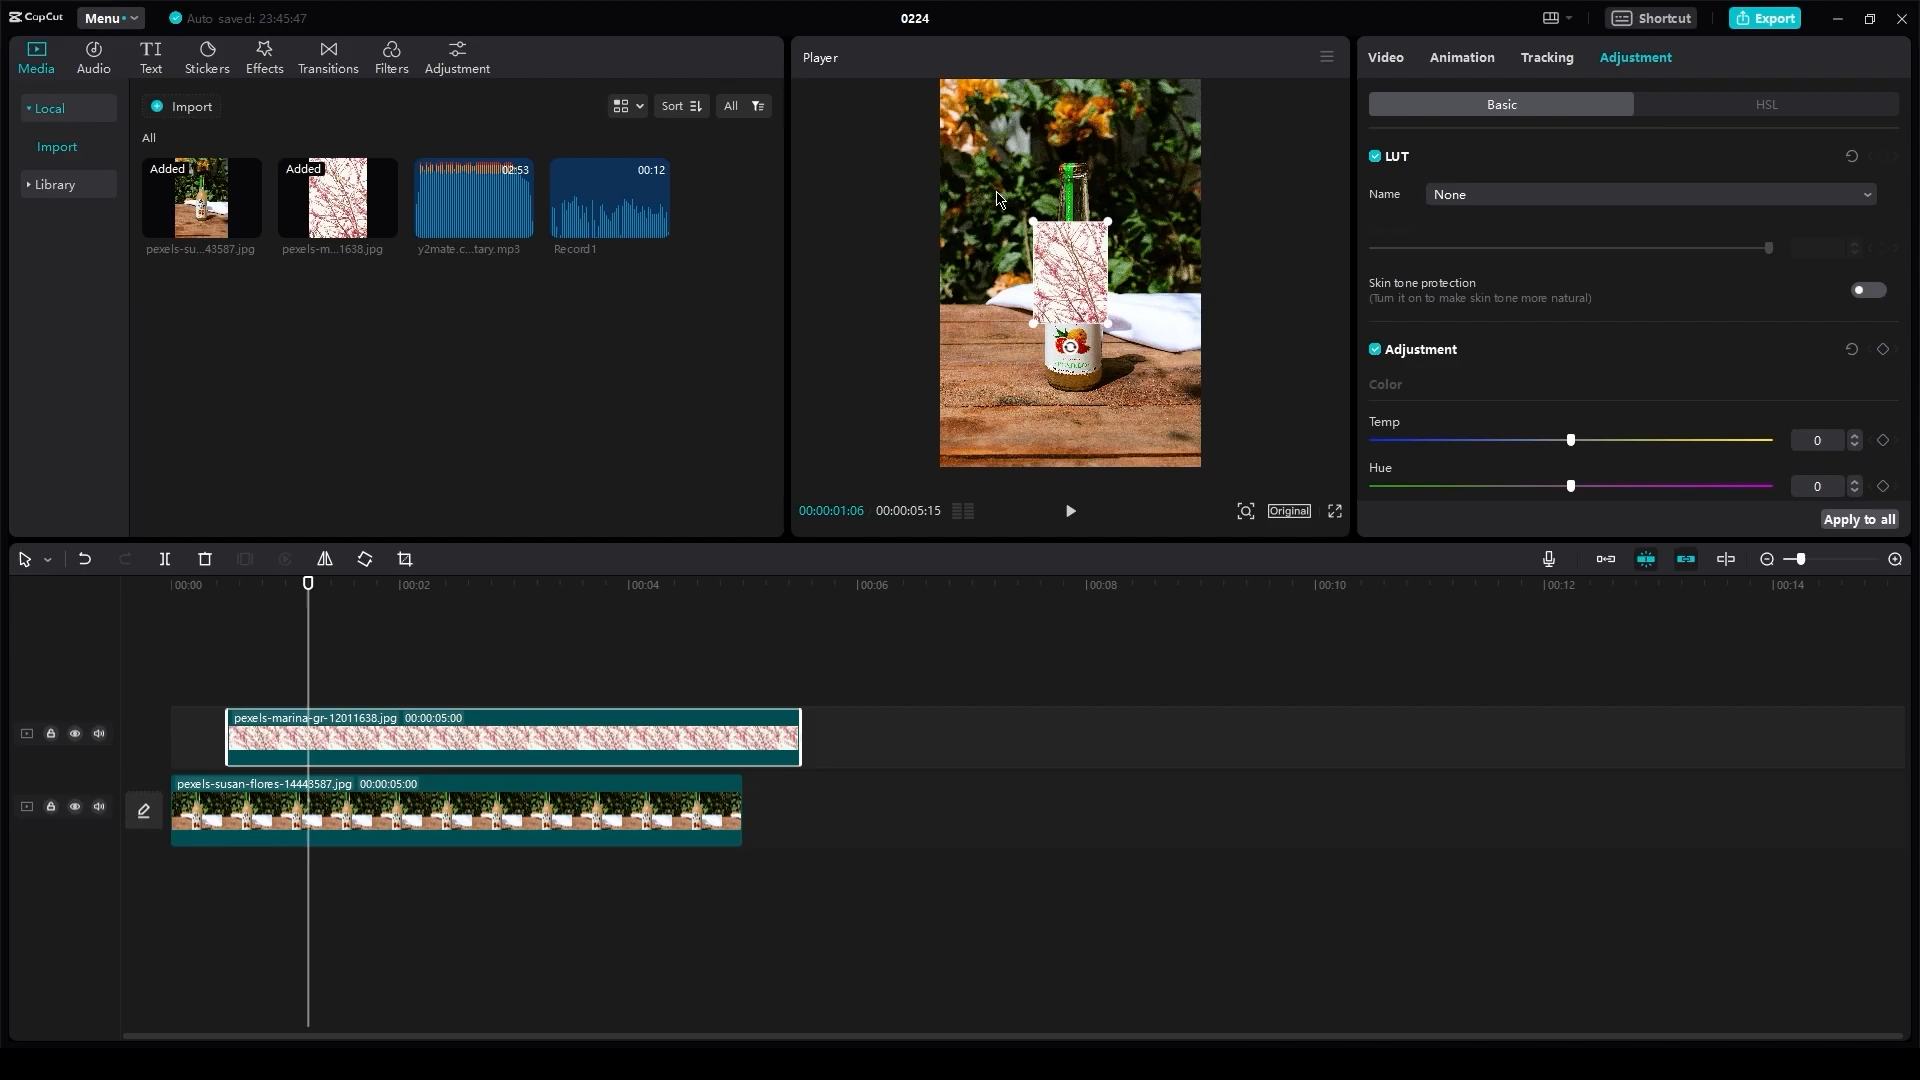 CapCut
Menu
Auto saved: 23:45:47
0224
Shortcut
Export
Media
Audio
TI
Text
Stickers
Effects
Transitions
Filters
Adjustment
Local
Import
Library
Import
Sort
All
All
Added
Added
02:53
00:12
pexels-su...43587.jpg
pexels-m...1638.jpg
y2mate.c...tary.mp3
Record1
Player
00:00:01:06
00:00:05:15
Original
Video
Animation
Tracking
Adjustment
Basic
HSL
LUT
Name
None
Skin tone protection
(Turn it on to make skin tone more natural)
Adjustment
Color
Temp
0
Hue
0
Apply to all
00:00
00:02
00:04
00:06
00:08
00:10
00:12
00:14
pexels-marina-gr-12011638.jpg 00:00:05:00
pexels-susan-flores-14443587.jpg 00:00:05:00